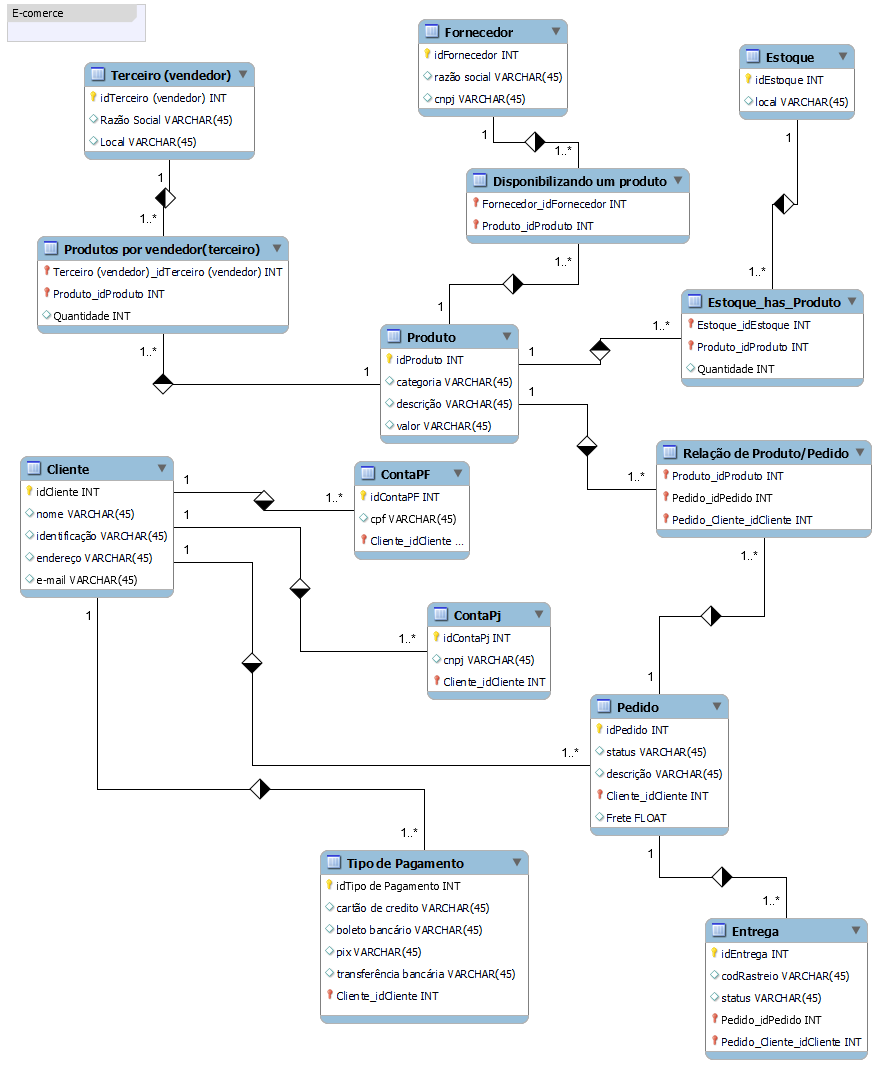 E-comerce
Fornecedor
idFornecedor INT
razão social VARCHAR(45)
cnpj VARCHAR(45)
Estoque
idEstoque INT
local VARCHAR(45)
Terceiro (vendedor)
idTerceiro (vendedor) INT
Razão Social VARCHAR(45)
Local VARCHAR(45)
1
1..*
1
1..*
1
1..*
Disponibilizando um produto
Fornecedor_idFornecedor INT
Produto_idProduto INT
Produtos por vendedor(terceiro)
Terceiro (vendedor)_idTerceiro (vendedor) INT
Produto_idProduto INT
Quantidade INT
1..*
1
Estoque_has_Produto
Estoque_idEstoque INT
Produto_idProduto INT
Quantidade INT
1..*
1
Produto
idProduto INT
categoria VARCHAR(45)
descrição VARCHAR(45)
valor VARCHAR(45)
1
1..*
1
1..*
Relação de Produto/Pedido
Produto_idProduto INT
Pedido_idPedido INT
Pedido_Cliente_idCliente INT
Cliente
idCliente INT
nome VARCHAR(45)
identificação VARCHAR(45)
endereço VARCHAR(45)
e-mail VARCHAR(45)
1
1..*
1
1..*
1
1..*
1
1..*
ContaPF
idContaPF INT
cpf VARCHAR(45)
Cliente_idCliente ...
ContaPj
idContaPj INT
cnpj VARCHAR(45)
Cliente_idCliente INT
1..*
1
Pedido
idPedido INT
status VARCHAR(45)
descrição VARCHAR(45)
Cliente_idCliente INT
Frete FLOAT
1
1..*
Tipo de Pagamento
idTipo de Pagamento INT
cartão de credito VARCHAR(45)
boleto bancário VARCHAR(45)
pix VARCHAR(45)
transferência bancária VARCHAR(45)
Cliente_idCliente INT
Entrega
idEntrega INT
codRastreio VARCHAR(45)
status VARCHAR(45)
Pedido_idPedido INT
Pedido_Cliente_idCliente INT